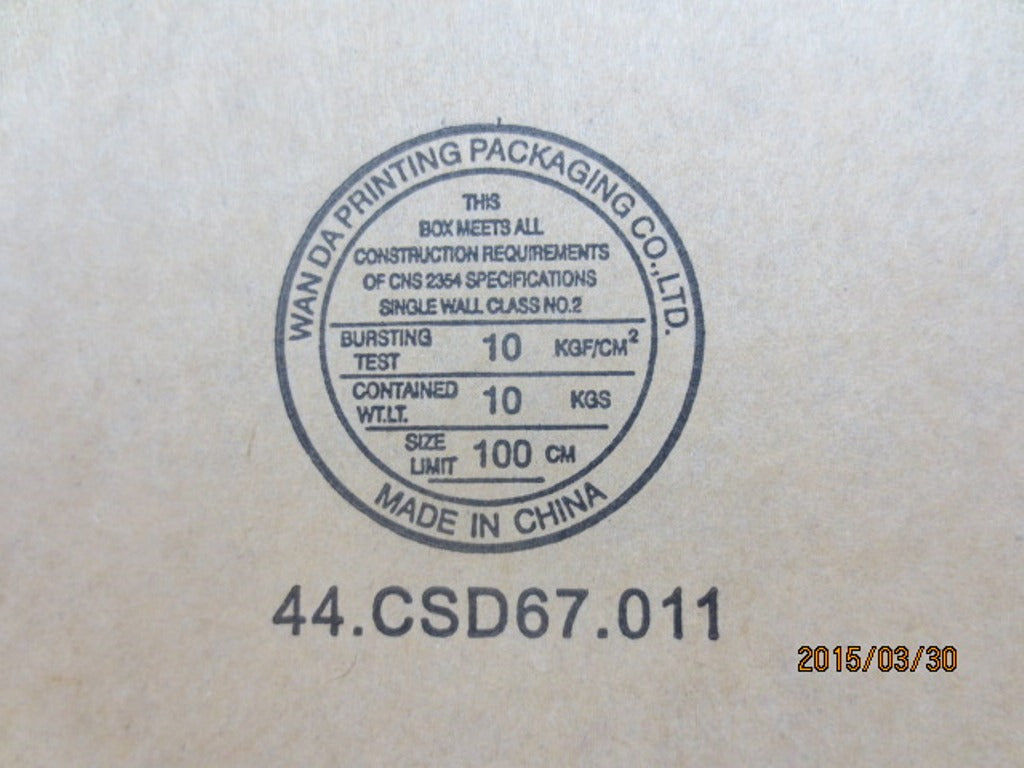 WAN DA PRINTING PACKAGING CO.,LTD.
THIS
BOX MEETS ALL
CONSTRUCTION REQUIREMENTS
OF CNS 2354 SPECIFICATIONS
SINGLE WALL CLASS NO.2
BURSTING TEST 10 KGF/CM²
CONTAINED WT.LT. 10 KGS
SIZE LIMIT 100 CM
MADE IN CHINA
44.CSD67.011
2015/03/30